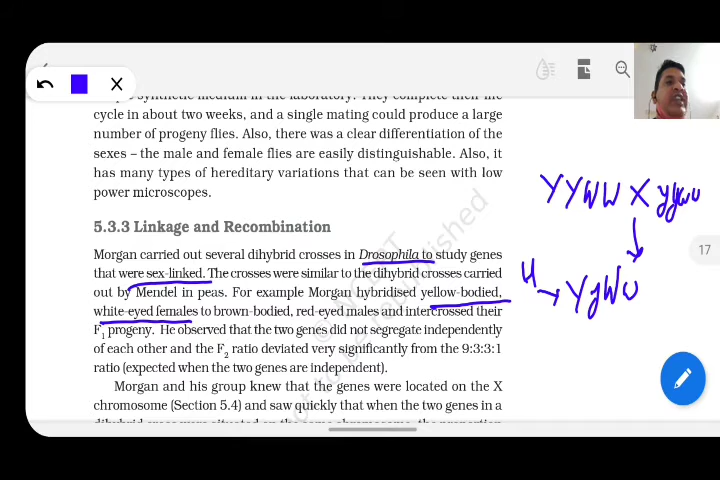 cycle in about two weeks, and a single mating could produce a large
number of progeny flies. Also, there was a clear differentiation of the
sexes – the male and female flies are easily distinguishable. Also, it
has many types of hereditary variations that can be seen with low
power microscopes.
5.3.3 Linkage and Recombination
Morgan carried out several dihybrid crosses in Drosophila to study genes
that were sex-linked. The crosses were similar to the dihybrid crosses carried
out by Mendel in peas. For example Morgan hybridised yellow-bodied,
white-eyed females to brown-bodied, red-eyed males and intercrossed their
F1 progeny. He observed that the two genes did not segregate independently
of each other and the F2 ratio deviated very significantly from the 9:3:3:1
ratio (expected when the two genes are independent).
Morgan and his group knew that the genes were located on the X
chromosome (Section 5.4) and saw quickly that when the two genes in a
YYWW X yyww
YyWw
17